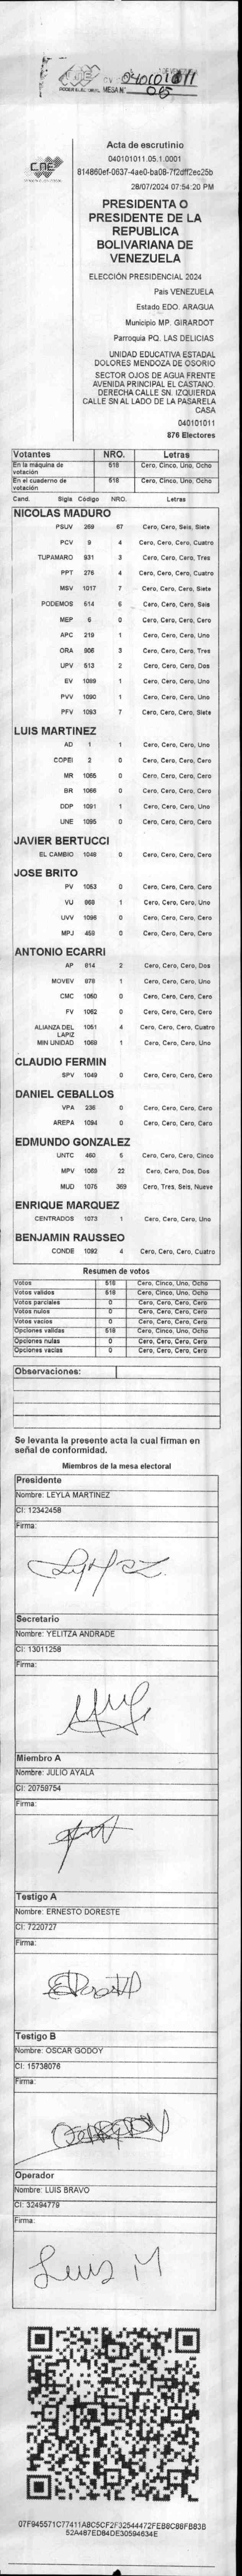 CNE
PODER ELECTORAL
CV
040101011
MESA N°
05
CNE
Acta de escrutinio
040101011.05.1.0001
814860ef-0637-4ae0-ba08-7f2dff2ec25b
28/07/2024 07:54:20 PM
PRESIDENTA O
PRESIDENTE DE LA
REPUBLICA
BOLIVARIANA DE
VENEZUELA
ELECCIÓN PRESIDENCIAL 2024
Pais VENEZUELA
Estado EDO. ARAGUA
Municipio MP. GIRARDOT
Parroquia PQ. LAS DELICIAS
UNIDAD EDUCATIVA ESTADAL
DOLORES MENDOZA DE OSORIO
SECTOR OJOS DE AGUA FRENTE
AVENIDA PRINCIPAL EL CASTANO.
DERECHA CALLE SN. IZQUIERDA
CALLE SN AL LADO DE LA PASARELA
CASA
040101011
876 Electores
Votantes NRO. Letras
En la máquina de votación 518 Cero, Cinco, Uno, Ocho
En el cuaderno de votación 518 Cero, Cinco, Uno, Ocho
Cand. Sigla Código NRO. Letras
NICOLAS MADURO
PSUV 269 67 Cero, Cero, Seis, Siete
PCV 9 4 Cero, Cero, Cero, Cuatro
TUPAMARO 931 3 Cero, Cero, Cero, Tres
PPT 276 4 Cero, Cero, Cero, Cuatro
MSV 1017 7 Cero, Cero, Cero, Siete
PODEMOS 514 6 Cero, Cero, Cero, Seis
MEP 6 0 Cero, Cero, Cero, Cero
APC 219 1 Cero, Cero, Cero, Uno
ORA 906 3 Cero, Cero, Cero, Tres
UPV 513 2 Cero, Cero, Cero, Dos
EV 1089 1 Cero, Cero, Cero, Uno
PVV 1090 1 Cero, Cero, Cero, Uno
PFV 1093 7 Cero, Cero, Cero, Siete
LUIS MARTINEZ
AD 1 1 Cero, Cero, Cero, Uno
COPEI 2 0 Cero, Cero, Cero, Cero
MR 1065 0 Cero, Cero, Cero, Cero
BR 1066 0 Cero, Cero, Cero, Cero
DDP 1091 1 Cero, Cero, Cero, Uno
UNE 1095 0 Cero, Cero, Cero, Cero
JAVIER BERTUCCI
EL CAMBIO 1048 0 Cero, Cero, Cero, Cero
JOSE BRITO
PV 1053 0 Cero, Cero, Cero, Cero
VU 869 1 Cero, Cero, Cero, Uno
UVV 1096 0 Cero, Cero, Cero, Cero
MPJ 459 0 Cero, Cero, Cero, Cero
ANTONIO ECARRI
AP 814 2 Cero, Cero, Cero, Dos
MOVEV 878 1 Cero, Cero, Cero, Uno
CMC 1060 0 Cero, Cero, Cero, Cero
FV 1062 0 Cero, Cero, Cero, Cero
ALIANZA DEL LAPIZ 1051 4 Cero, Cero, Cero, Cuatro
MIN UNIDAD 1069 1 Cero, Cero, Cero, Uno
CLAUDIO FERMIN
SPV 1049 0 Cero, Cero, Cero, Cero
DANIEL CEBALLOS
VPA 236 0 Cero, Cero, Cero, Cero
AREPA 1094 0 Cero, Cero, Cero, Cero
EDMUNDO GONZALEZ
UNTC 460 5 Cero, Cero, Cero, Cinco
MPV 1059 22 Cero, Cero, Dos, Dos
MUD 1075 369 Cero, Tres, Seis, Nueve
ENRIQUE MARQUEZ
CENTRADOS 1073 1 Cero, Cero, Cero, Uno
BENJAMIN RAUSSEO
CONDE 1092 4 Cero, Cero, Cero, Cuatro
Resumen de votos
Votos 518 Cero, Cinco, Uno, Ocho
Votos validos 518 Cero, Cinco, Uno, Ocho
Votos parciales 0 Cero, Cero, Cero, Cero
Votos nulos 0 Cero, Cero, Cero, Cero
Votos vacios 0 Cero, Cero, Cero, Cero
Opciones validas 518 Cero, Cinco, Uno, Ocho
Opciones nulas 0 Cero, Cero, Cero, Cero
Opciones vacias 0 Cero, Cero, Cero, Cero
Observaciones:
Se levanta la presente acta la cual firman en
señal de conformidad.
Miembros de la mesa electoral
Presidente
Nombre: LEYLA MARTINEZ
CI: 12342458
Firma:
Secretario
Nombre: YELITZA ANDRADE
CI: 13011258
Firma:
Miembro A
Nombre: JULIO AYALA
CI: 20759754
Firma:
Testigo A
Nombre: ERNESTO DORESTE
CI: 7220727
Firma:
Testigo B
Nombre: OSCAR GODOY
CI: 15738076
Firma:
Operador
Nombre: LUIS BRAVO
CI: 32494779
Firma:
Luis M
07F945571C77411A8C5CF2F32544472FEB8C88FB83B
52A487ED84DE30594634E